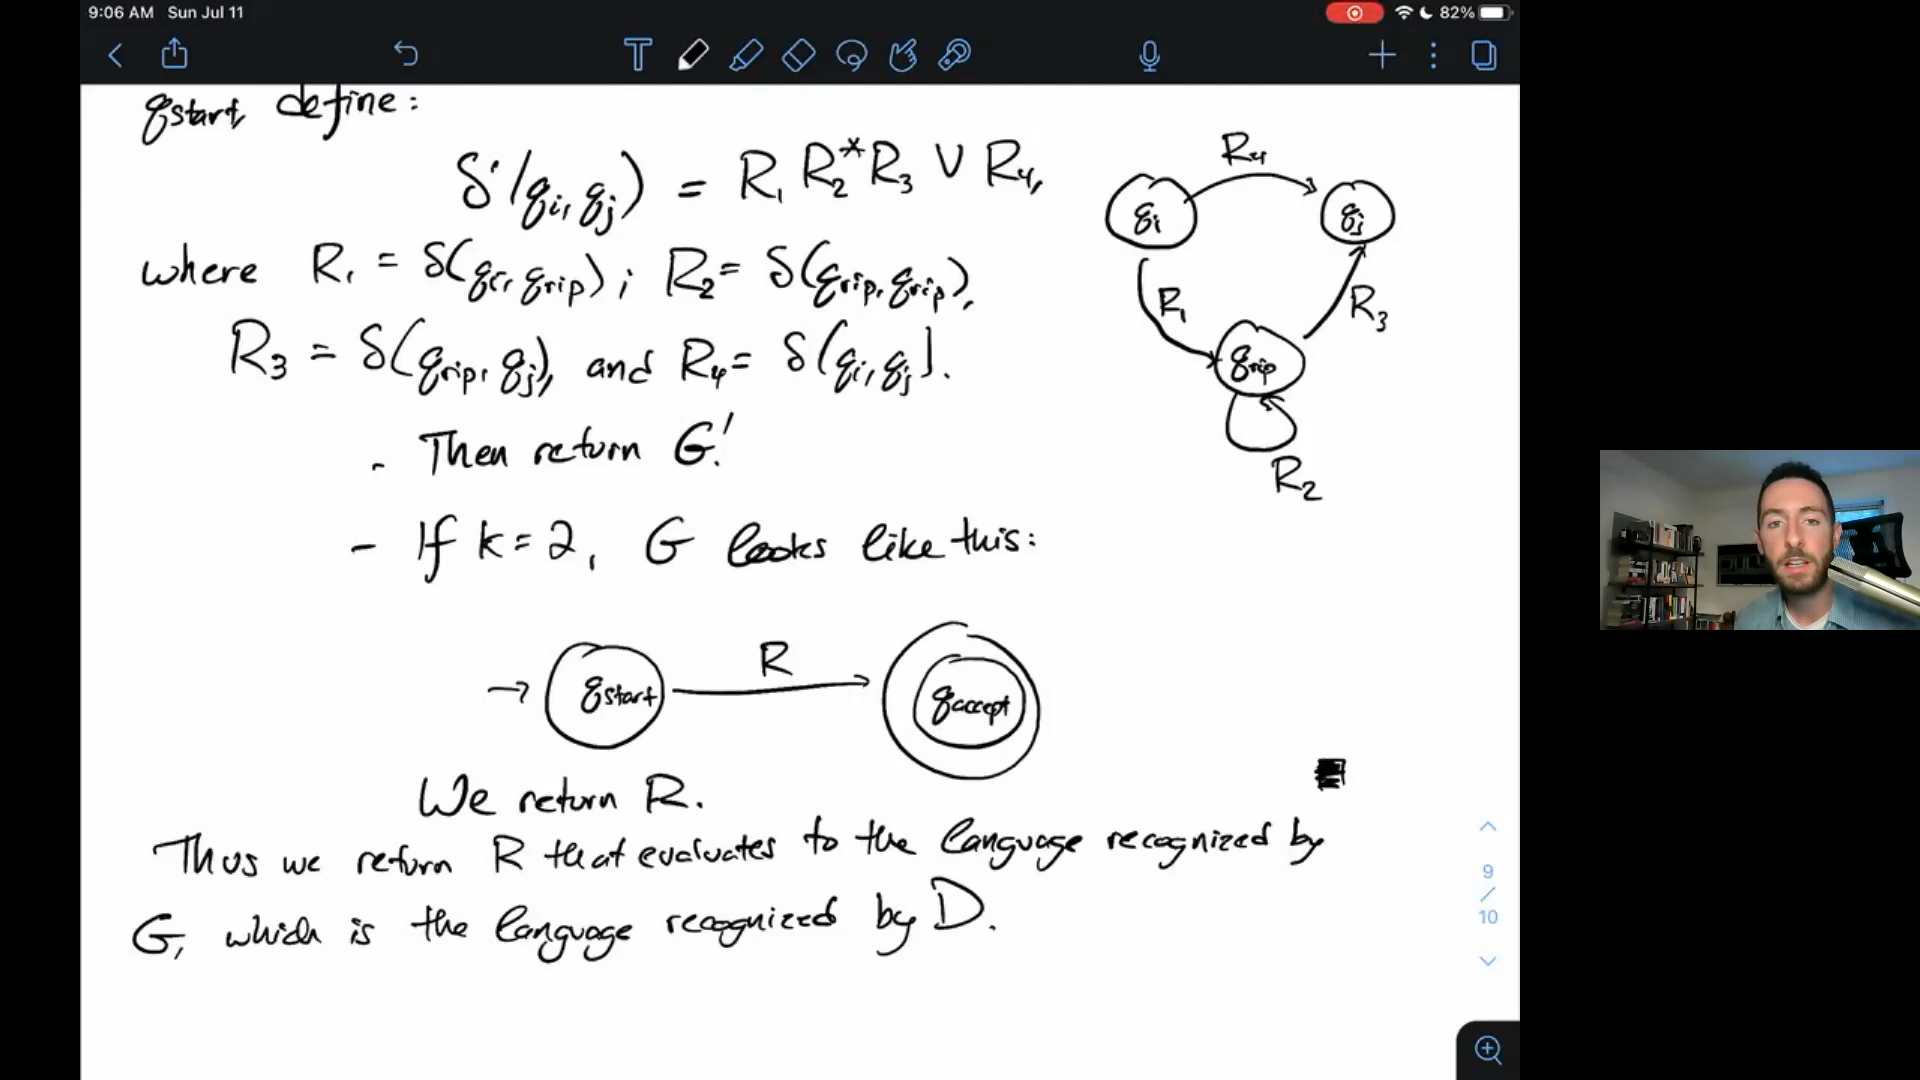 9:06 AM Sun Jul 11
82%
qstart, define:
δ'(qi, qj) = R₁ R₂* R₃ ∪ R₄,
where R₁ = δ(qi, qrip); R₂ = δ(qrip, qrip),
R₃ = δ(qrip, qj), and R₄ = δ(qi, qj).
- Then return G'.
- If k = 2, G looks like this:
→ qstart R qaccept
We return R.
Thus we return R that evaluates to the language recognized by
G, which is the language recognized by D.
R₄
qi
qj
R₁
R₃
qrip
R₂
9
/
10